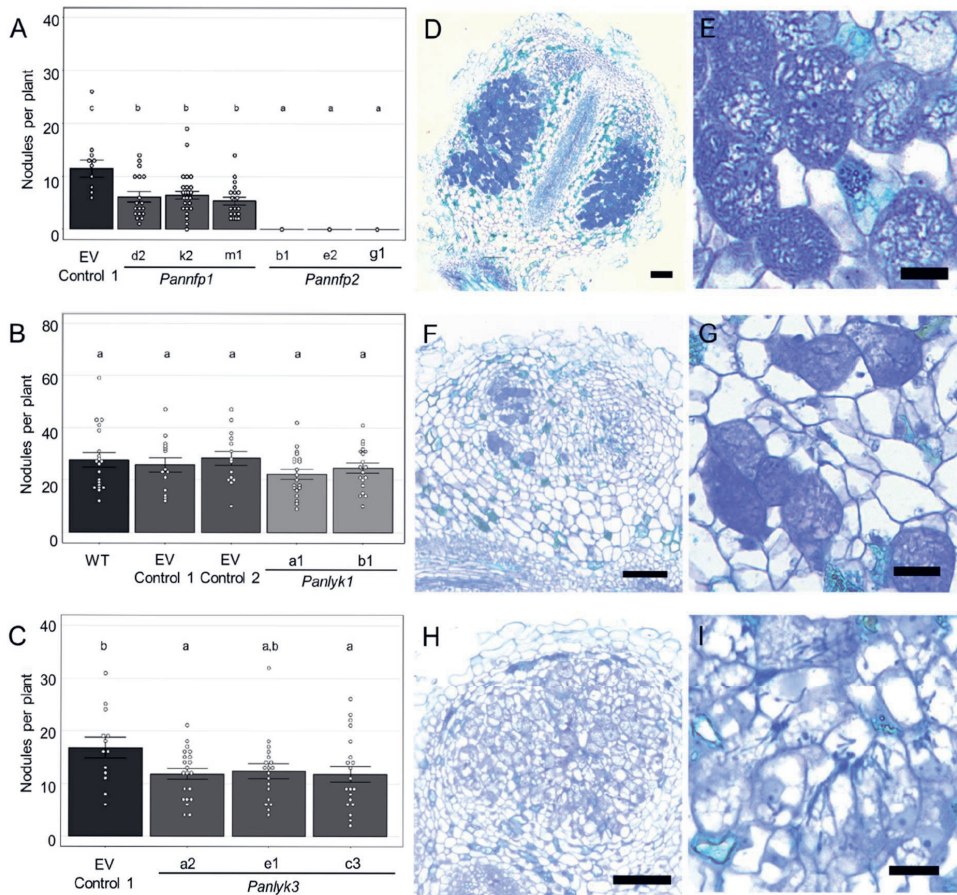 A
Nodules per plant
40
30
20
10
0
c b b b a a a
EV
Control 1
d2 k2 m1 b1 e2 g1
Pannfp1 Pannfp2
B
Nodules per plant
80
60
40
20
0
a a a a a
WT
EV
Control 1
EV
Control 2
a1 b1
Panlyk1
C
Nodules per plant
40
30
20
10
0
b a a,b a
EV
Control 1
a2 e1 c3
Panlyk3
D
E
F
G
H
I